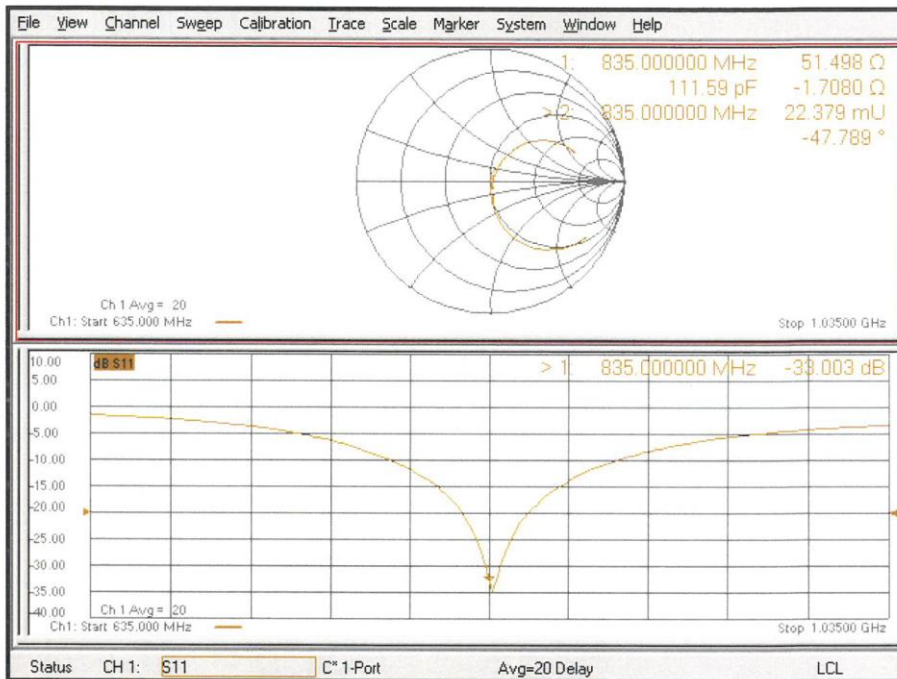 File View Channel Sweep Calibration Trace Scale Marker System Window Help
1: 835.000000 MHz 51.498 Ω
111.59 pF -1.7080 Ω
> 2: 835.000000 MHz 22.379 mU
-47.789 °
Ch 1 Avg = 20
Ch1: Start 635.000 MHz Stop 1.03500 GHz
10.00 dB S11 > 1: 835.000000 MHz -33.003 dB
5.00
0.00
-5.00
-10.00
-15.00
-20.00
-25.00
-30.00
-35.00
-40.00 Ch 1 Avg = 20
Ch1: Start 635.000 MHz Stop 1.03500 GHz
Status CH 1: S11 C* 1-Port Avg=20 Delay LCL